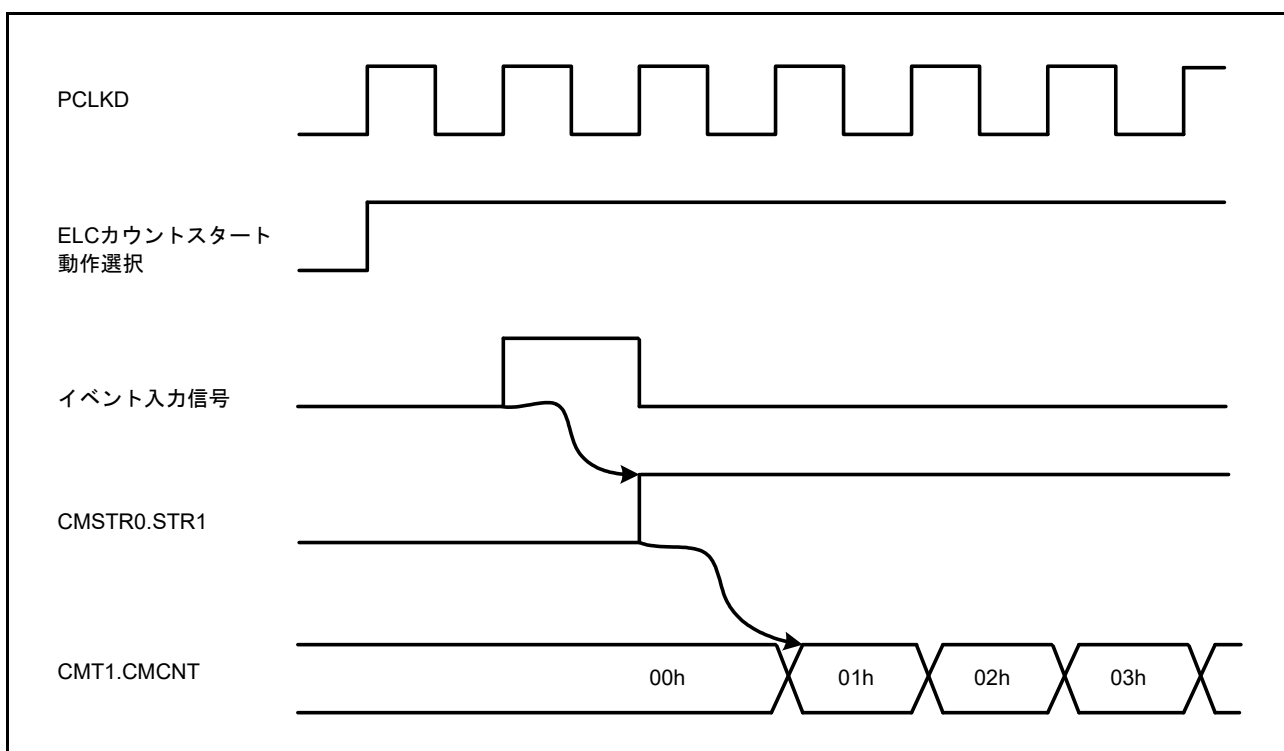 PCLKD
ELCカウントスタート
動作選択
イベント入力信号
CMSTR0.STR1
CMT1.CMCNT
00h
01h
02h
03h